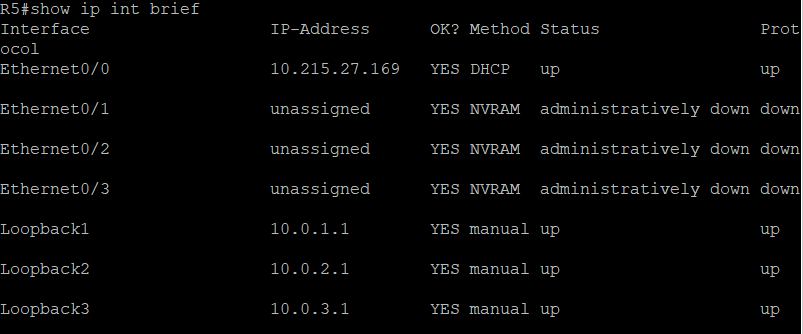 R5#show ip int brief
Interface                  IP-Address      OK? Method Status                Prot
ocol
Ethernet0/0                10.215.27.169   YES DHCP   up                    up
Ethernet0/1                unassigned      YES NVRAM  administratively down down
Ethernet0/2                unassigned      YES NVRAM  administratively down down
Ethernet0/3                unassigned      YES NVRAM  administratively down down
Loopback1                  10.0.1.1        YES manual up                    up
Loopback2                  10.0.2.1        YES manual up                    up
Loopback3                  10.0.3.1        YES manual up                    up